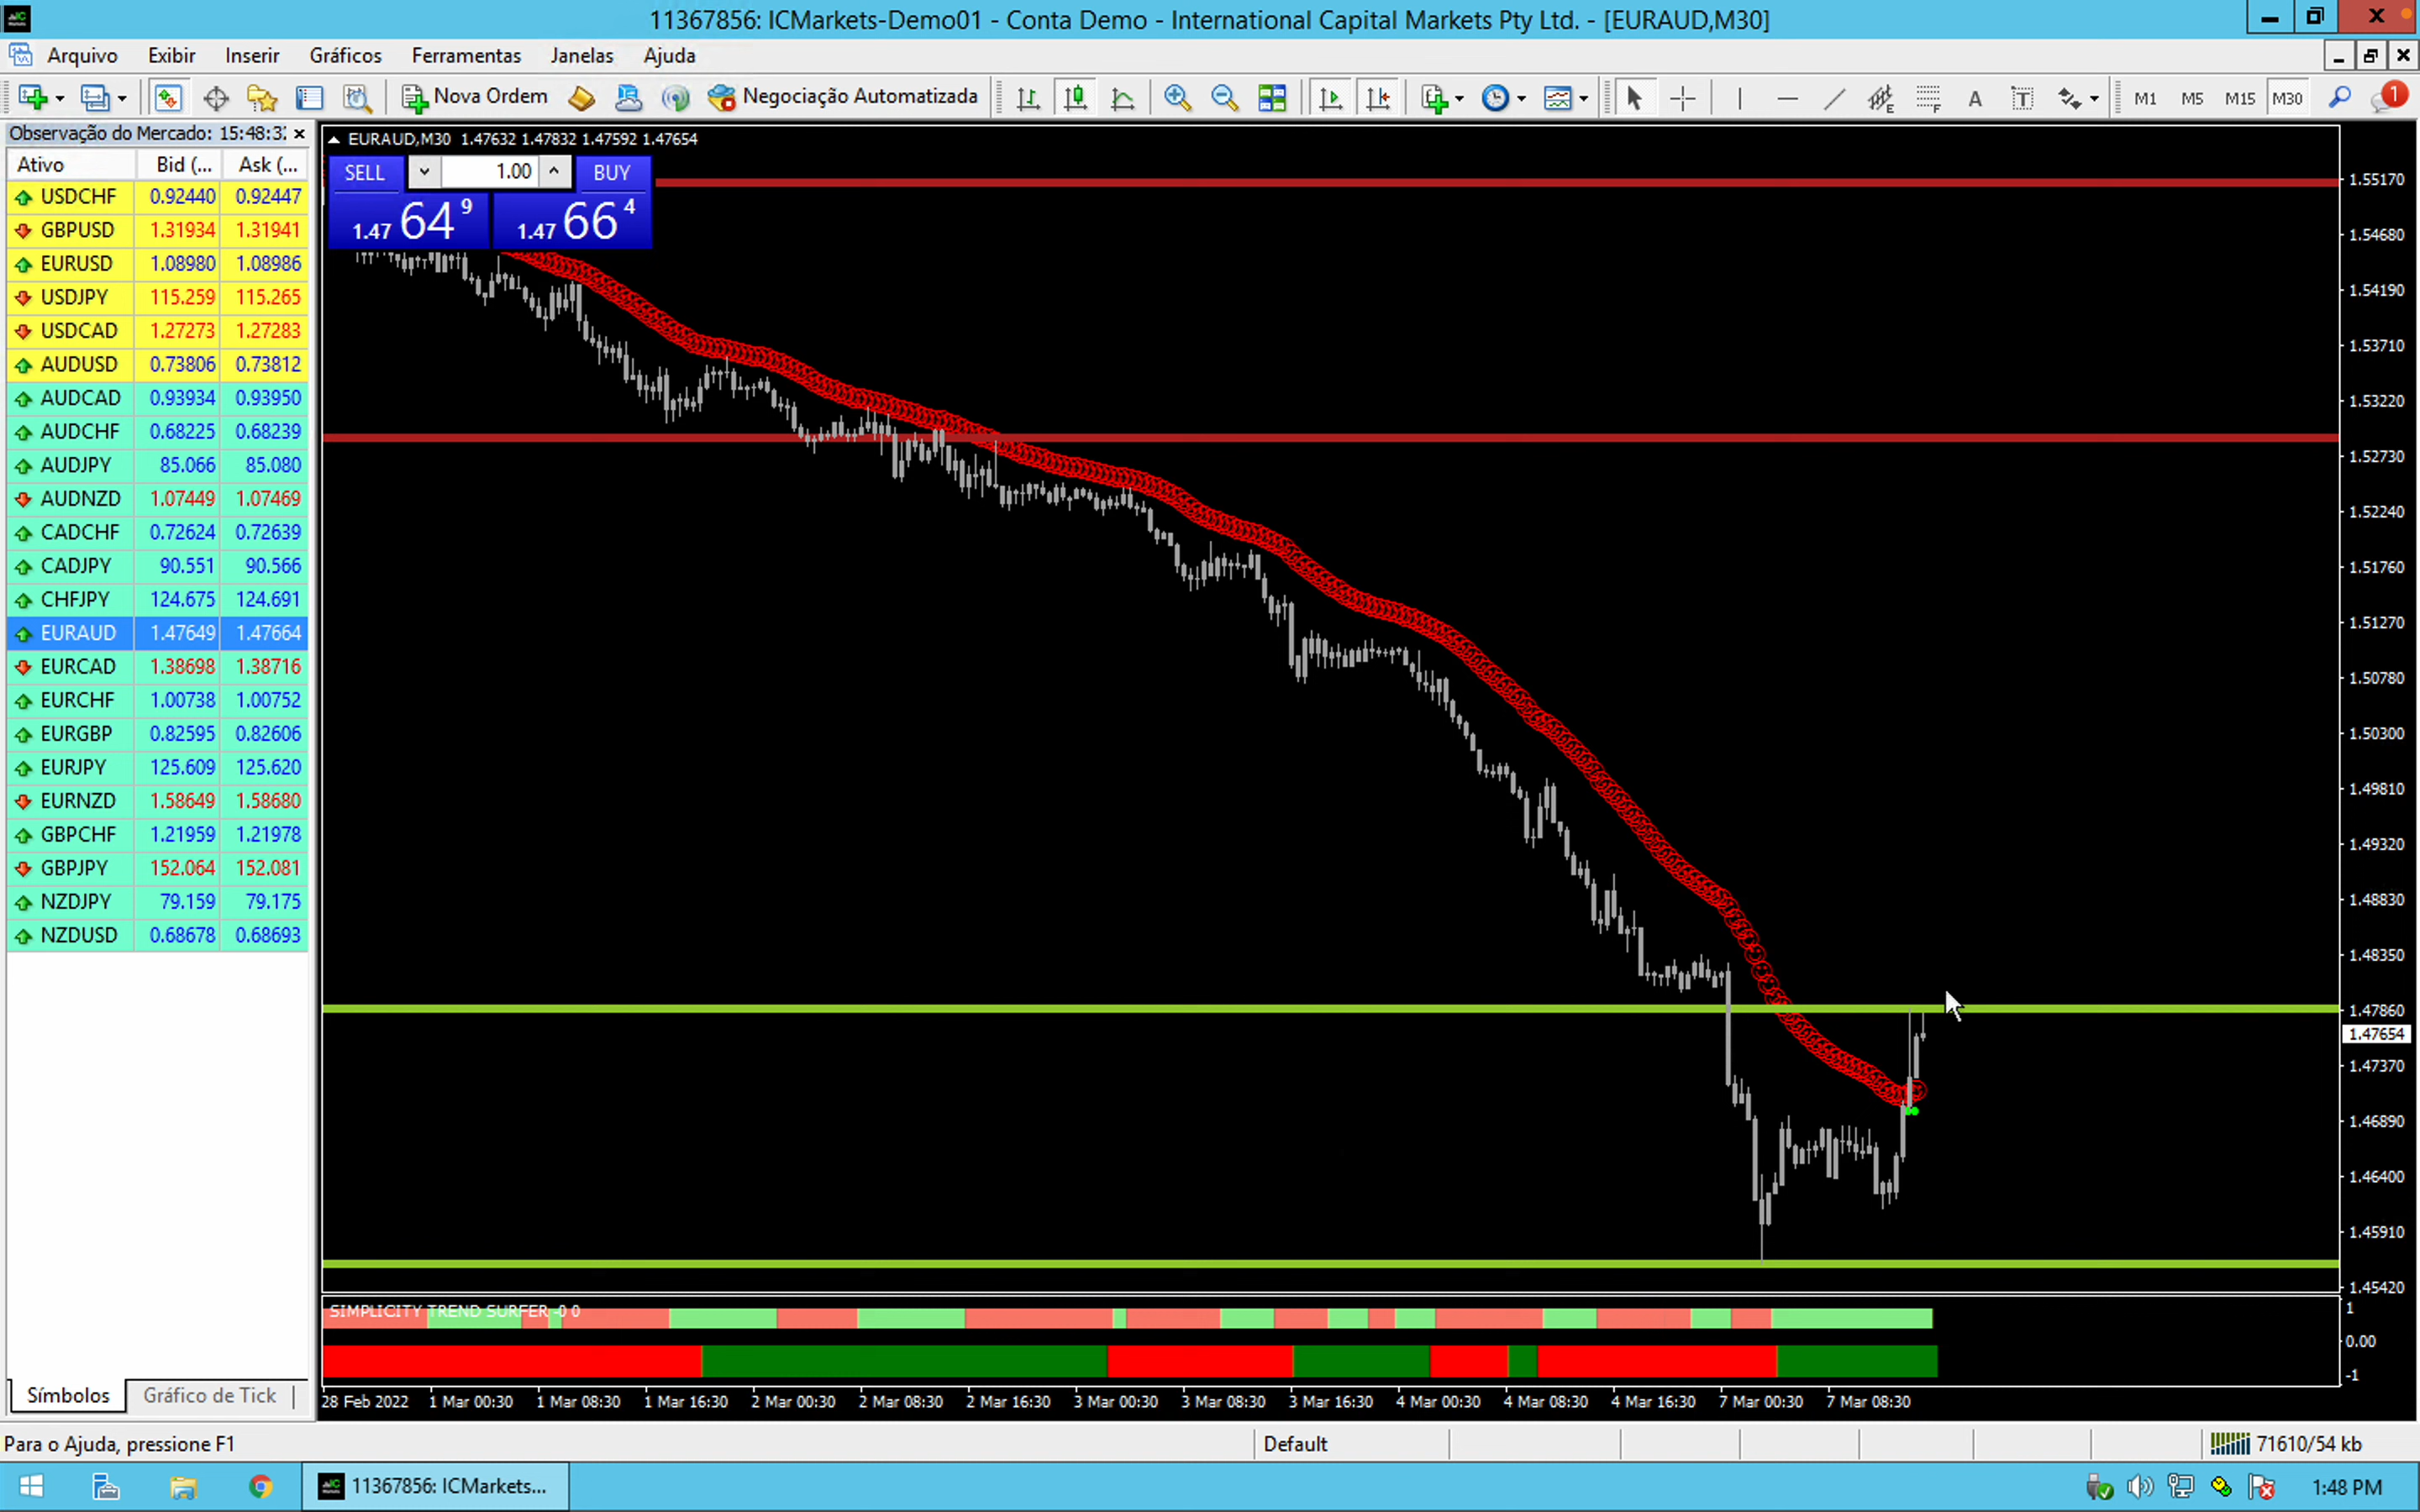 11367856: ICMarkets-Demo01 - Conta Demo - International Capital Markets Pty Ltd. - [EURAUD,M30]
Arquivo Exibir Inserir Gráficos Ferramentas Janelas Ajuda
Nova Ordem Negociação Automatizada E F A T M1 M5 M15 M30 1
Observação do Mercado: 15:48:32
Ativo Bid (... Ask (...
USDCHF 0.92440 0.92447
GBPUSD 1.31934 1.31941
EURUSD 1.08980 1.08986
USDJPY 115.259 115.265
USDCAD 1.27273 1.27283
AUDUSD 0.73806 0.73812
AUDCAD 0.93934 0.93950
AUDCHF 0.68225 0.68239
AUDJPY 85.066 85.080
AUDNZD 1.07449 1.07469
CADCHF 0.72624 0.72639
CADJPY 90.551 90.566
CHFJPY 124.675 124.691
EURAUD 1.47649 1.47664
EURCAD 1.38698 1.38716
EURCHF 1.00738 1.00752
EURGBP 0.82595 0.82606
EURJPY 125.609 125.620
EURNZD 1.58649 1.58680
GBPCHF 1.21959 1.21978
GBPJPY 152.064 152.081
NZDJPY 79.159 79.175
NZDUSD 0.68678 0.68693
Símbolos Gráfico de Tick
EURAUD,M30 1.47632 1.47832 1.47592 1.47654
SELL 1.00 BUY
1.47 64 9 1.47 66 4
1.55170
1.54680
1.54190
1.53710
1.53220
1.52730
1.52240
1.51760
1.51270
1.50780
1.50300
1.49810
1.49320
1.48830
1.48350
1.47860
1.47654
1.47370
1.46890
1.46400
1.45910
1.45420
SIMPLICITY TREND SURFER -0 0
1
0.00
-1
28 Feb 2022 1 Mar 00:30 1 Mar 08:30 1 Mar 16:30 2 Mar 00:30 2 Mar 08:30 2 Mar 16:30 3 Mar 00:30 3 Mar 08:30 3 Mar 16:30 4 Mar 00:30 4 Mar 08:30 4 Mar 16:30 7 Mar 00:30 7 Mar 08:30
Para o Ajuda, pressione F1 Default 71610/54 kb
11367856: ICMarkets... 1:48 PM